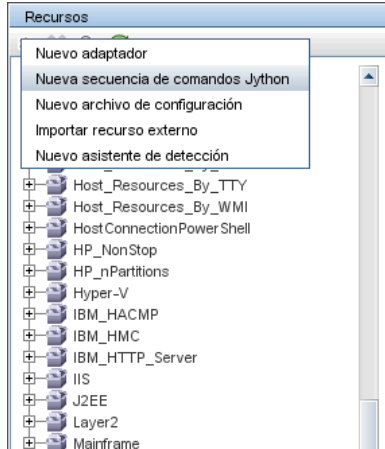 Recursos
Nuevo adaptador
Nueva secuencia de comandos Jython
Nuevo archivo de configuración
Importar recurso externo
Nuevo asistente de detección
Host_Resources_By_TTY
Host_Resources_By_WMI
HostConnectionPowerShell
HP_NonStop
HP_nPartitions
Hyper-V
IBM_HACMP
IBM_HMC
IBM_HTTP_Server
IIS
J2EE
Layer2
Mainframe